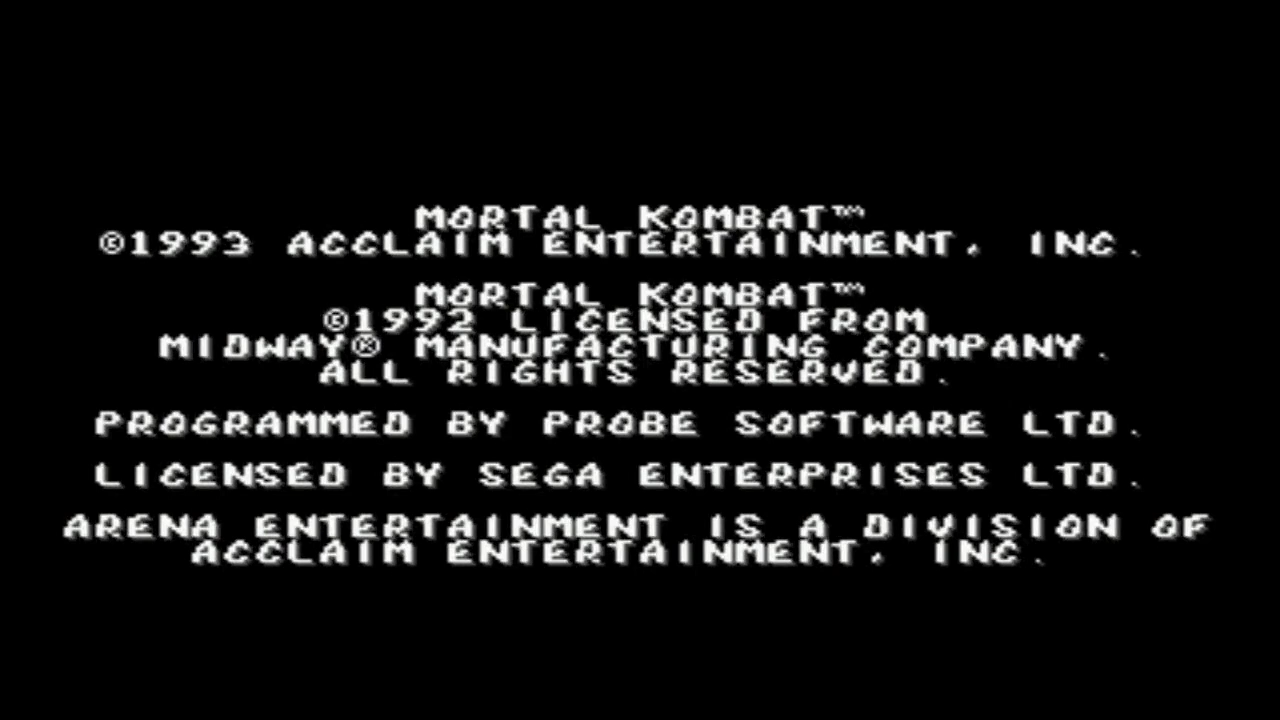 MORTAL KOMBAT™
©1993 ACCLAIM ENTERTAINMENT, INC.
MORTAL KOMBAT™
©1992 LICENSED FROM
MIDWAY® MANUFACTURING COMPANY.
ALL RIGHTS RESERVED.
PROGRAMMED BY PROBE SOFTWARE LTD.
LICENSED BY SEGA ENTERPRISES LTD.
ARENA ENTERTAINMENT IS A DIVISION OF
ACCLAIM ENTERTAINMENT, INC.